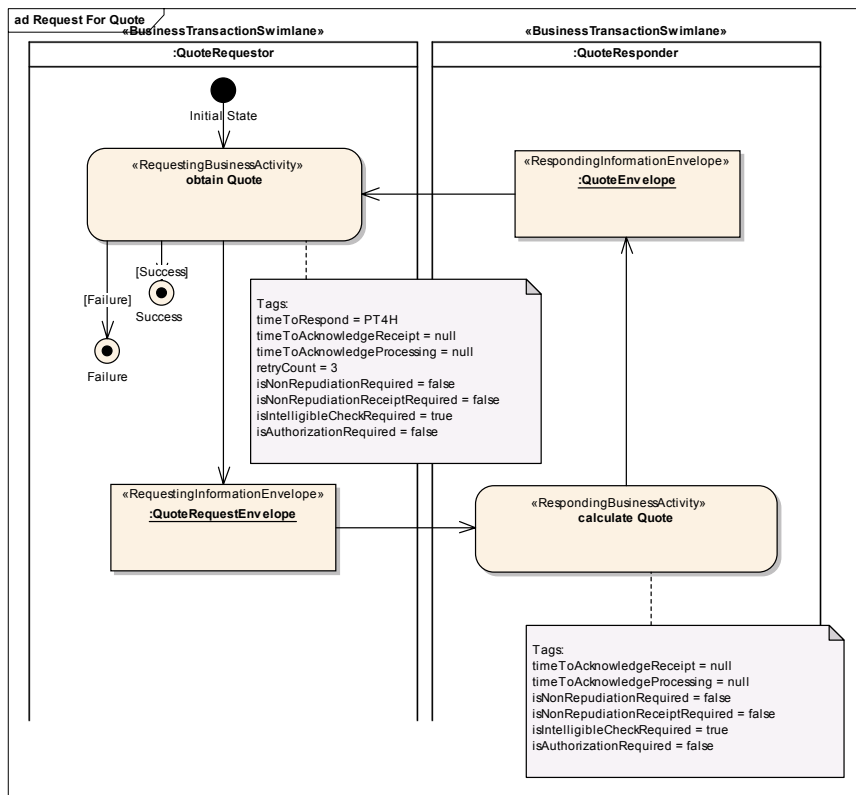 ad Request For Quote
«BusinessTransactionSwimlane»
:QuoteRequestor
Initial State
«RequestingBusinessActivity»
obtain Quote
[Success]
[Failure]
Success
Failure
Tags:
timeToRespond = PT4H
timeToAcknowledgeReceipt = null
timeToAcknowledgeProcessing = null
retryCount = 3
isNonRepudiationRequired = false
isNonRepudiationReceiptRequired = false
isIntelligibleCheckRequired = true
isAuthorizationRequired = false
«RequestingInformationEnvelope»
:QuoteRequestEnvelope
«BusinessTransactionSwimlane»
:QuoteResponder
«RespondingInformationEnvelope»
:QuoteEnvelope
«RespondingBusinessActivity»
calculate Quote
Tags:
timeToAcknowledgeReceipt = null
timeToAcknowledgeProcessing = null
isNonRepudiationRequired = false
isNonRepudiationReceiptRequired = false
isIntelligibleCheckRequired = true
isAuthorizationRequired = false